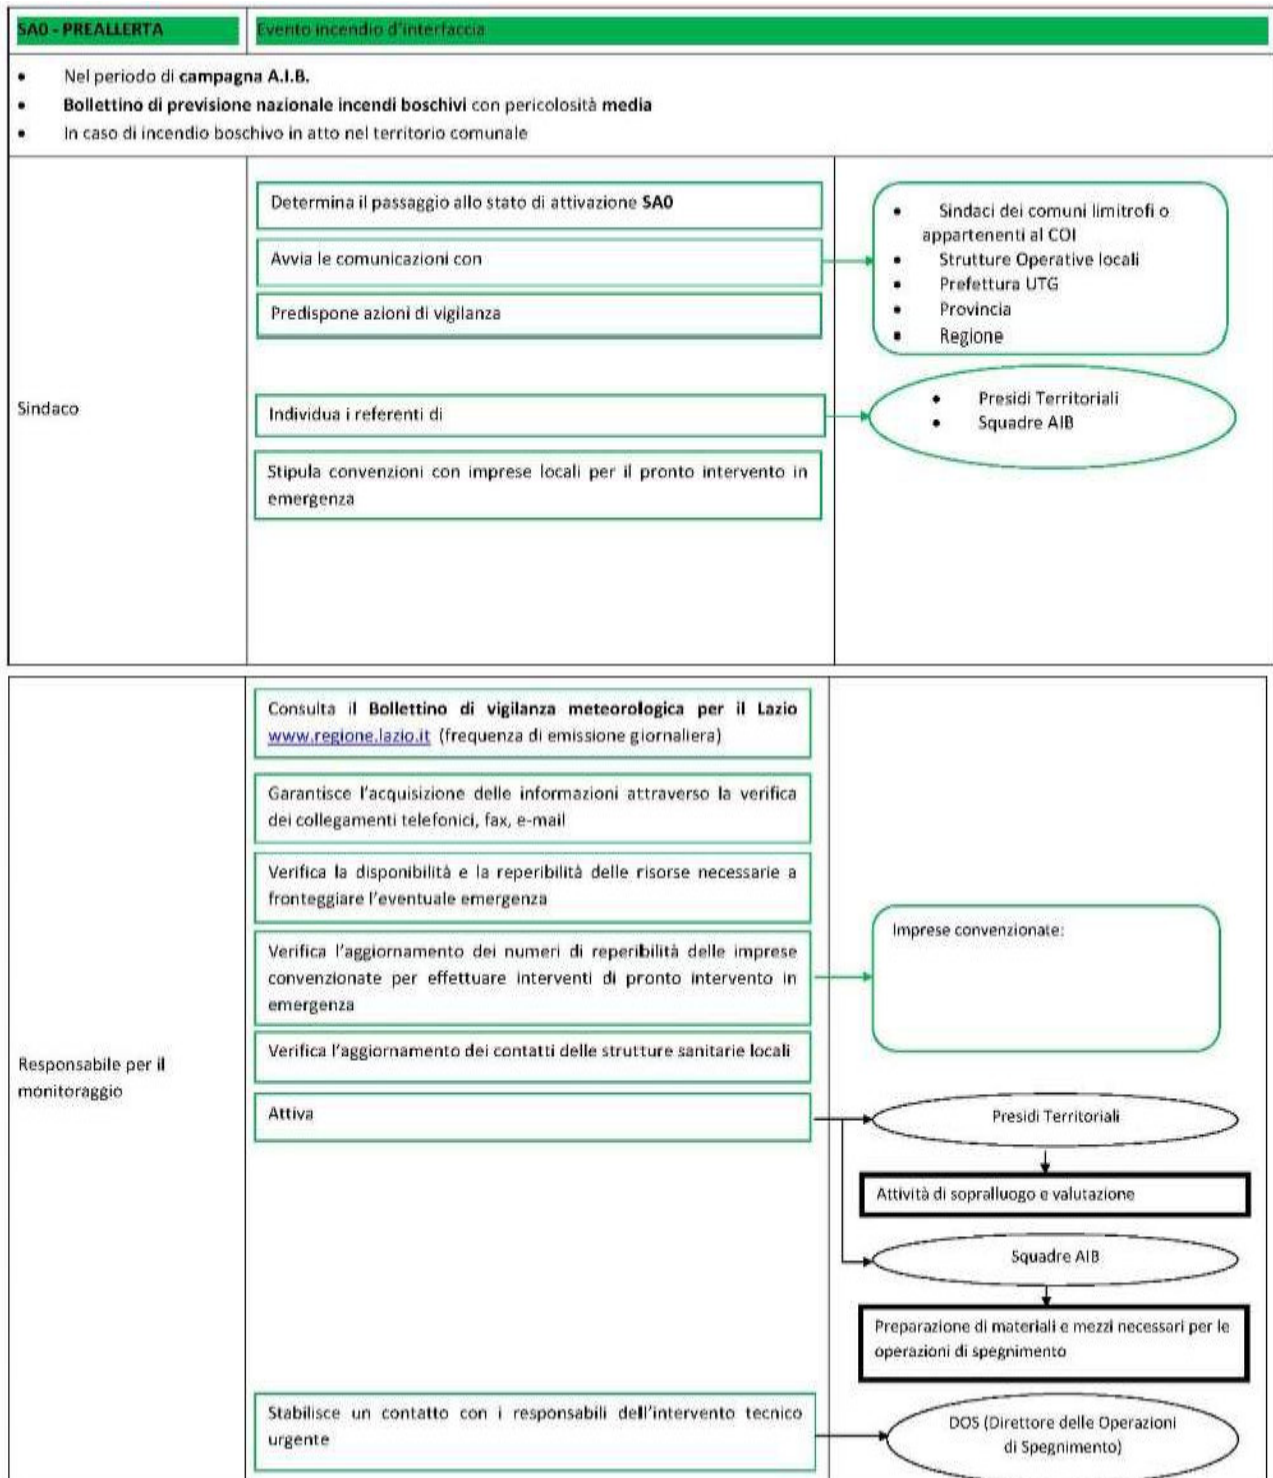 SA0 - PREALLERTA
Evento incendio d'interfaccia
• Nel periodo di campagna A.I.B.
• Bollettino di previsione nazionale incendi boschivi con pericolosità media
• In caso di incendio boschivo in atto nel territorio comunale
Sindaco
Determina il passaggio allo stato di attivazione SA0
Avvia le comunicazioni con
Predispone azioni di vigilanza
• Sindaci dei comuni limitrofi o
appartenenti al COI
• Strutture Operative locali
• Prefettura UTG
• Provincia
• Regione
Individua i referenti di
• Presidi Territoriali
• Squadre AIB
Stipula convenzioni con imprese locali per il pronto intervento in
emergenza
Responsabile per il
monitoraggio
Consulta il Bollettino di vigilanza meteorologica per il Lazio
www.regione.lazio.it (frequenza di emissione giornaliera)
Garantisce l'acquisizione delle informazioni attraverso la verifica
dei collegamenti telefonici, fax, e-mail
Verifica la disponibilità e la reperibilità delle risorse necessarie a
fronteggiare l'eventuale emergenza
Verifica l'aggiornamento dei numeri di reperibilità delle imprese
convenzionate per effettuare interventi di pronto intervento in
emergenza
Imprese convenzionate:
Verifica l'aggiornamento dei contatti delle strutture sanitarie locali
Attiva
Presidi Territoriali
Attività di sopralluogo e valutazione
Squadre AIB
Preparazione di materiali e mezzi necessari per le
operazioni di spegnimento
Stabilisce un contatto con i responsabili dell'intervento tecnico
urgente
DOS (Direttore delle Operazioni
di Spegnimento)